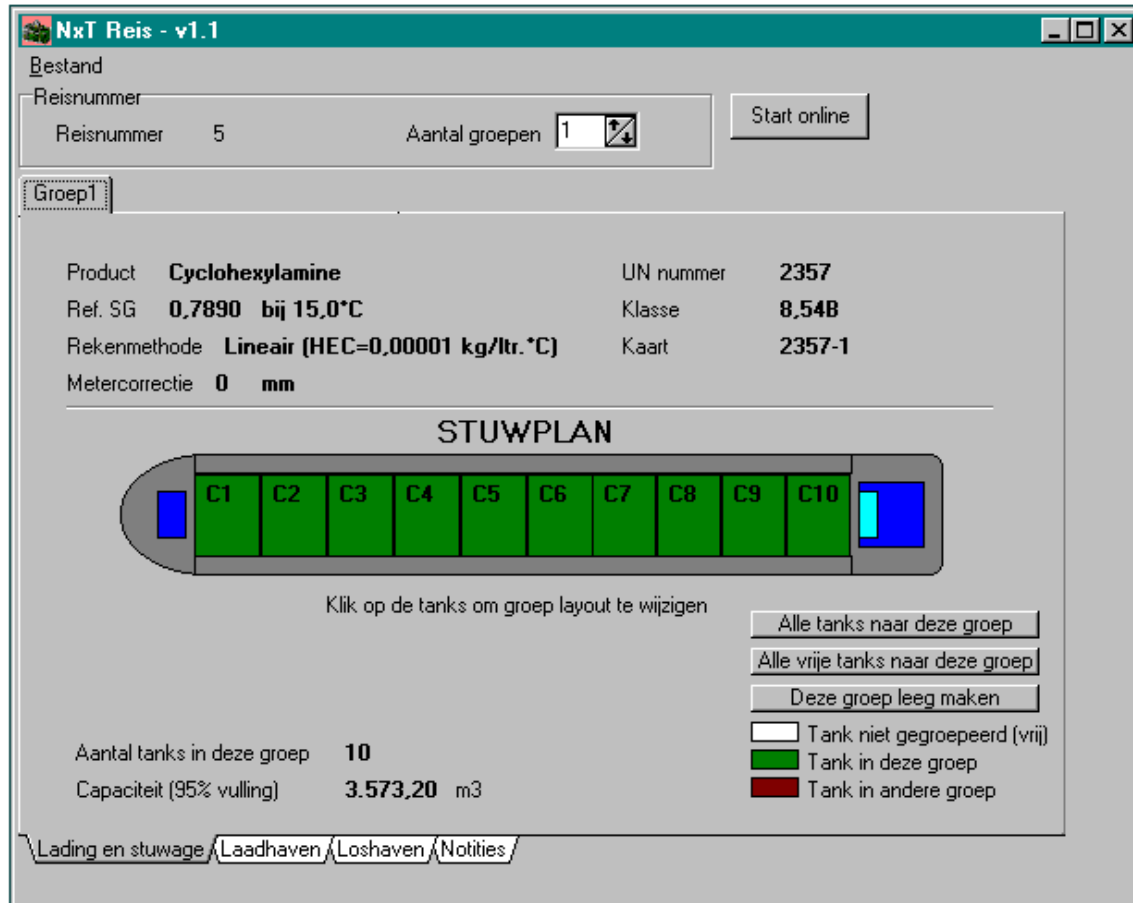 NxT Reis - v1.1
Bestand
Reisnummer
Reisnummer 5 Aantal groepen 1 Start online
Groep1
Product Cyclohexylamine UN nummer 2357
Ref. SG 0,7890 bij 15,0*C Klasse 8,54B
Rekenmethode Lineair (HEC=0,00001 kg/ltr.*C) Kaart 2357-1
Metercorrectie 0 mm
STUWPLAN
C1 C2 C3 C4 C5 C6 C7 C8 C9 C10
Klik op de tanks om groep layout te wijzigen
Alle tanks naar deze groep
Alle vrije tanks naar deze groep
Deze groep leeg maken
Tank niet gegroepeerd (vrij)
Aantal tanks in deze groep 10 Tank in deze groep
Capaciteit (95% vulling) 3.573,20 m3 Tank in andere groep
Lading en stuwage Laadhaven Loshaven Notities